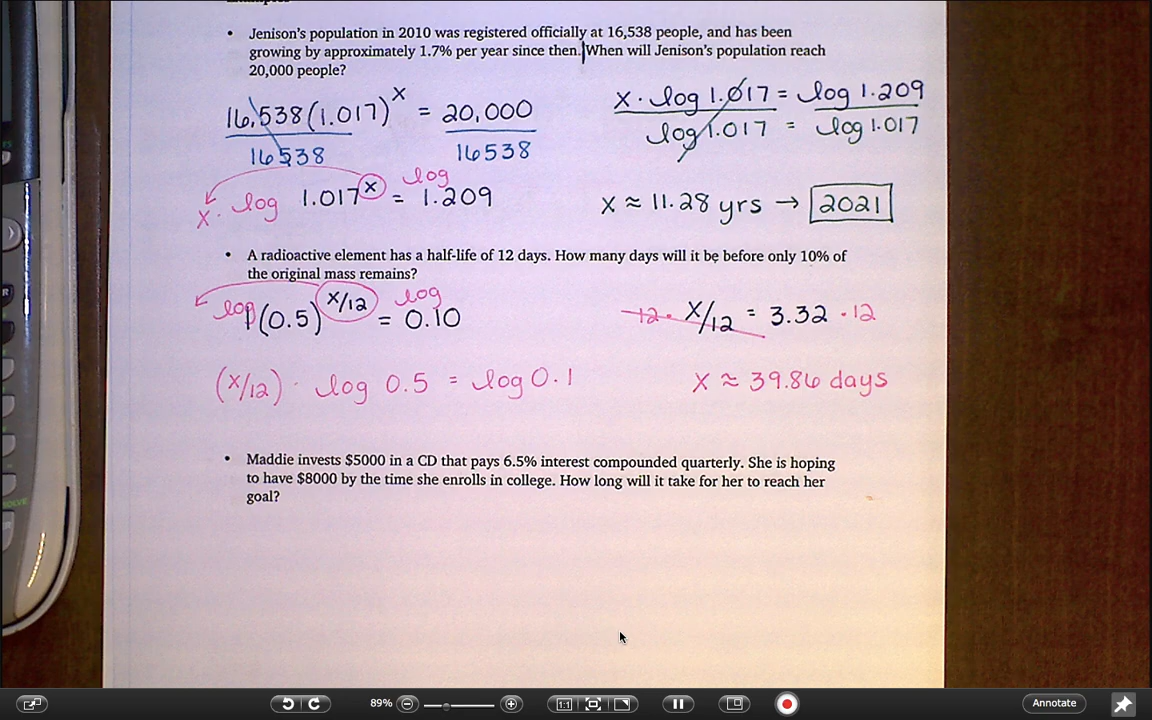 • Jenison's population in 2010 was registered officially at 16,538 people, and has been
growing by approximately 1.7% per year since then. When will Jenison's population reach
20,000 people?
16,538(1.017)^x = 20,000
16538 16538
x · log 1.017^x = log 1.209
x · log 1.017 = log 1.209
log 1.017 = log 1.017
x ≈ 11.28 yrs → 2021
• A radioactive element has a half-life of 12 days. How many days will it be before only 10% of
the original mass remains?
log 1(0.5)^x/12 = log 0.10
12 · x/12 = 3.32 · 12
(x/12) · log 0.5 = log 0.1
x ≈ 39.86 days
• Maddie invests $5000 in a CD that pays 6.5% interest compounded quarterly. She is hoping
to have $8000 by the time she enrolls in college. How long will it take for her to reach her
goal?
89%
1:1
Annotate